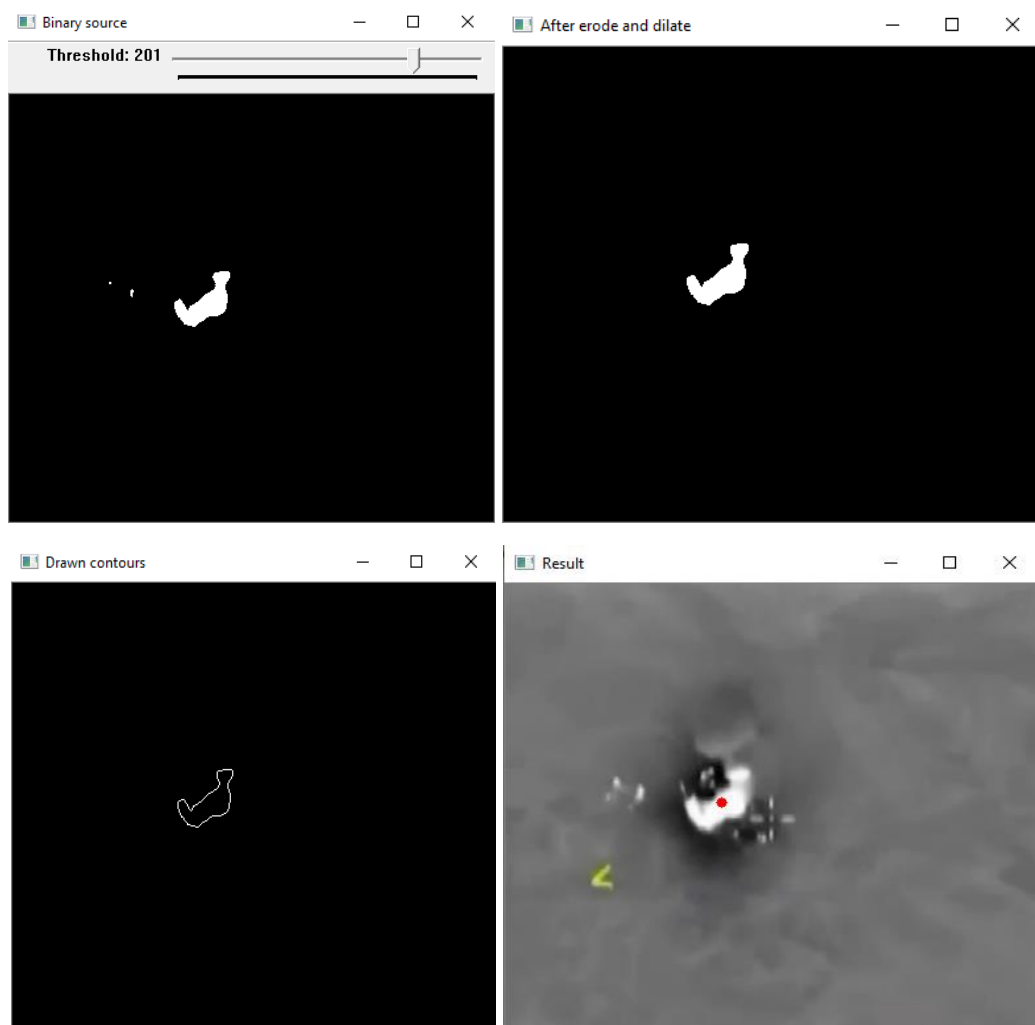 Binary source
After erode and dilate
Threshold: 201
Drawn contours
Result